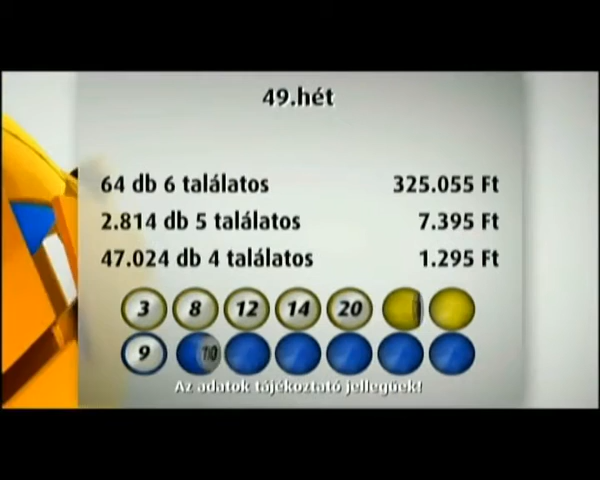 49.hét
64 db 6 találatos 325.055 Ft
2.814 db 5 találatos 7.395 Ft
47.024 db 4 találatos 1.295 Ft
3 8 12 14 20
9 10
Az adatok tájékoztató jellegűek!